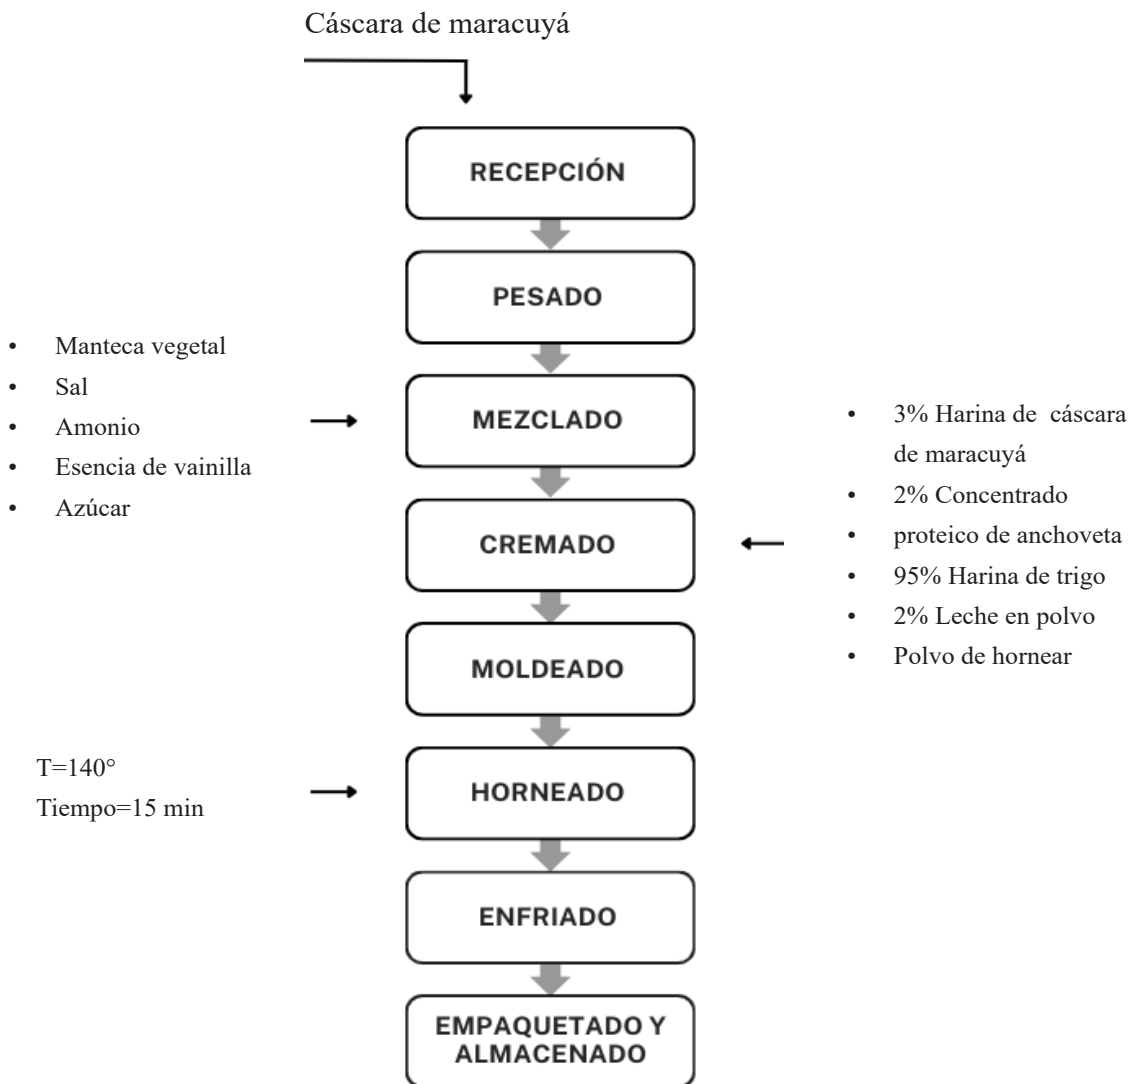 Cáscara de maracuyá
RECEPCIÓN
PESADO
• Manteca vegetal
• Sal
• Amonio
• Esencia de vainilla
• Azúcar
MEZCLADO
CREMADO
• 3% Harina de cáscara
de maracuyá
• 2% Concentrado
• proteico de anchoveta
• 95% Harina de trigo
• 2% Leche en polvo
• Polvo de hornear
MOLDEADO
T=140°
Tiempo=15 min
HORNEADO
ENFRIADO
EMPAQUETADO Y
ALMACENADO